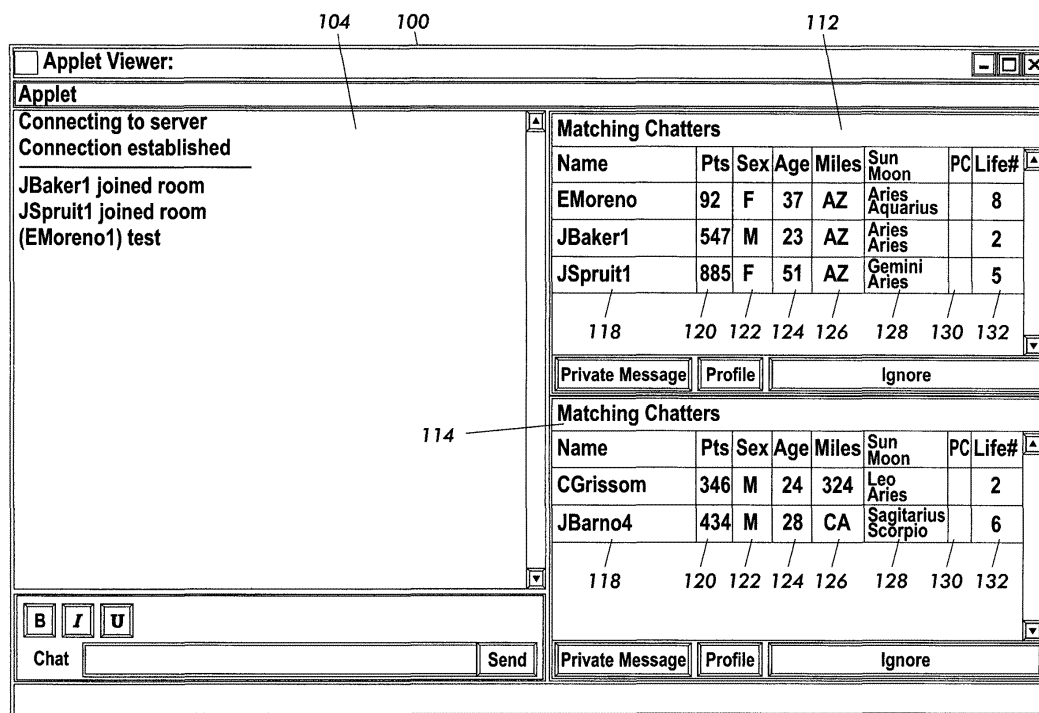 104 100 112
Applet Viewer:
Applet
Connecting to server
Connection established
JBaker1 joined room
JSpruit1 joined room
(EMoreno1) test
B I U
Chat Send
Matching Chatters
Name Pts Sex Age Miles Sun Moon PC Life#
EMoreno 92 F 37 AZ Aries Aquarius 8
JBaker1 547 M 23 AZ Aries Aries 2
JSpruit1 885 F 51 AZ Gemini Aries 5
118 120 122 124 126 128 130 132
Private Message Profile Ignore
114
Matching Chatters
Name Pts Sex Age Miles Sun Moon PC Life#
CGrissom 346 M 24 324 Leo Aries 2
JBarno4 434 M 28 CA Sagitarius Scorpio 6
118 120 122 124 126 128 130 132
Private Message Profile Ignore